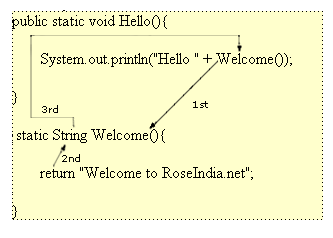 public static void Hello(){
System.out.println("Hello " + Welcome());
}
3rd
1st
static String Welcome(){
2nd
return "Welcome to RoseIndia.net";
}